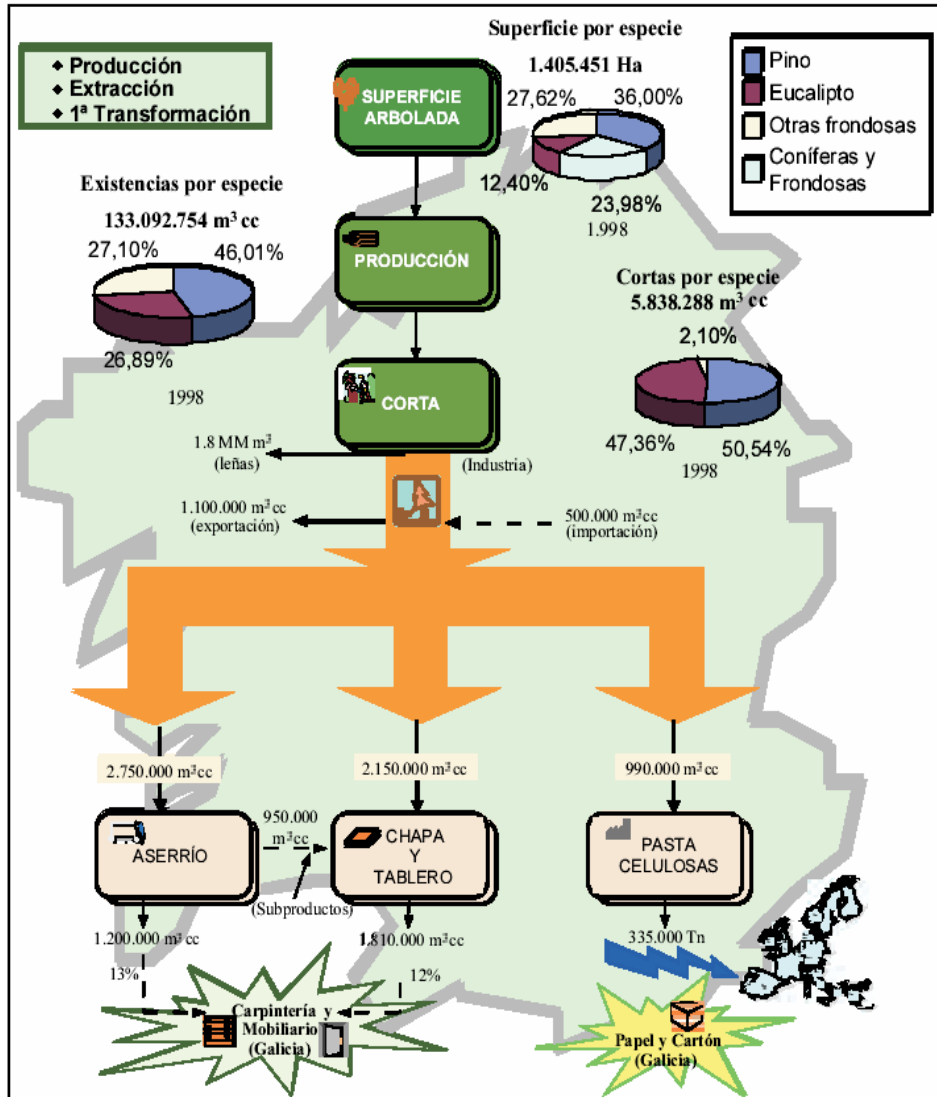 Producción
Extracción
1ª Transformación
SUPERFICIE
ARBOLADA
Superficie por especie
1.405.451 Ha
27,62%
36,00%
12,40%
23,98%
1.998
Pino
Eucalipto
Otras frondosas
Coníferas y
Frondosas
Existencias por especie
133.092.754 m³ cc
27,10%
46,01%
26,89%
1998
PRODUCCIÓN
Cortas por especie
5.838.288 m³ cc
2,10%
47,36%
50,54%
1998
CORTA
1.8 MM m³
(leñas)
(Industria)
1.100.000 m³cc
(exportación)
500.000 m³cc
(importación)
2.750.000 m³cc
2.150.000 m³cc
990.000 m³cc
ASERRÍO
950.000
m³cc
(Subproductos)
CHAPA
Y
TABLERO
PASTA
CELULOSAS
1.200.000 m³cc
1.810.000 m³cc
335.000 Tn
13%
12%
Carpintería y
Mobiliario
(Galicia)
Papel y Cartón
(Galicia)